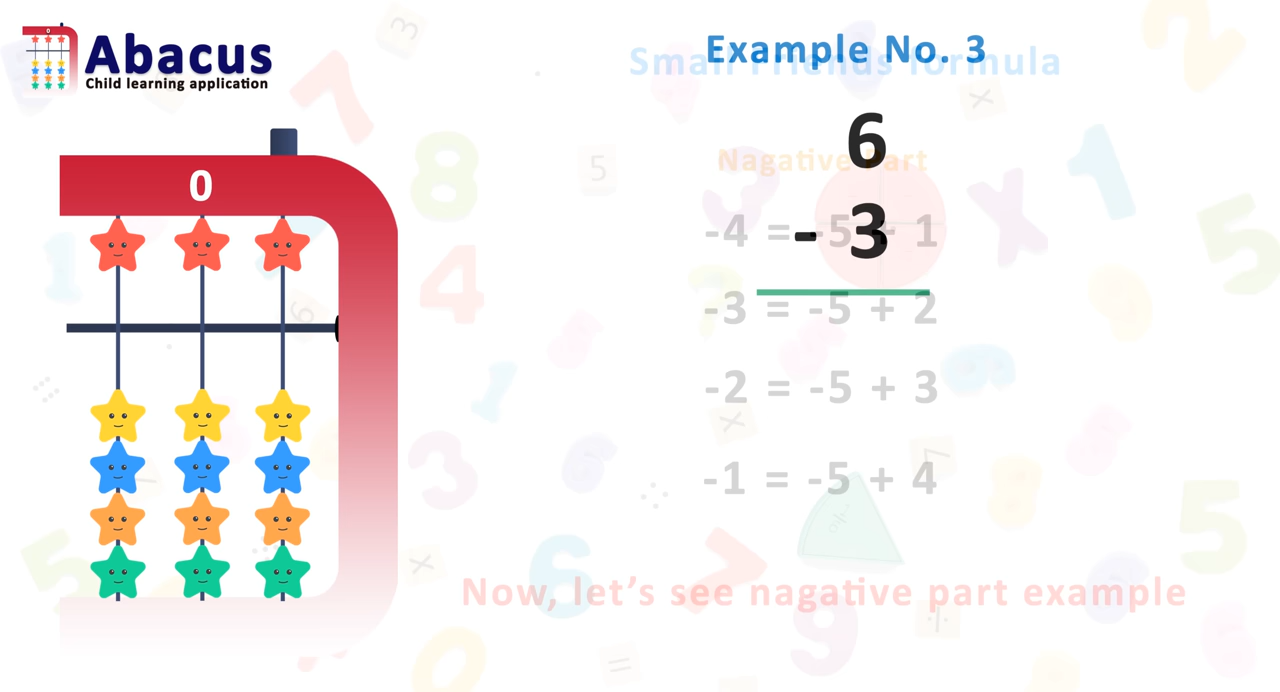 Abacus
Child learning application
0
Example No. 3
Small Friends formula
6
Nagative Part
- 3
-4 = -5 + 1
-3 = -5 + 2
-2 = -5 + 3
-1 = -5 + 4
Now, let's see nagative part example